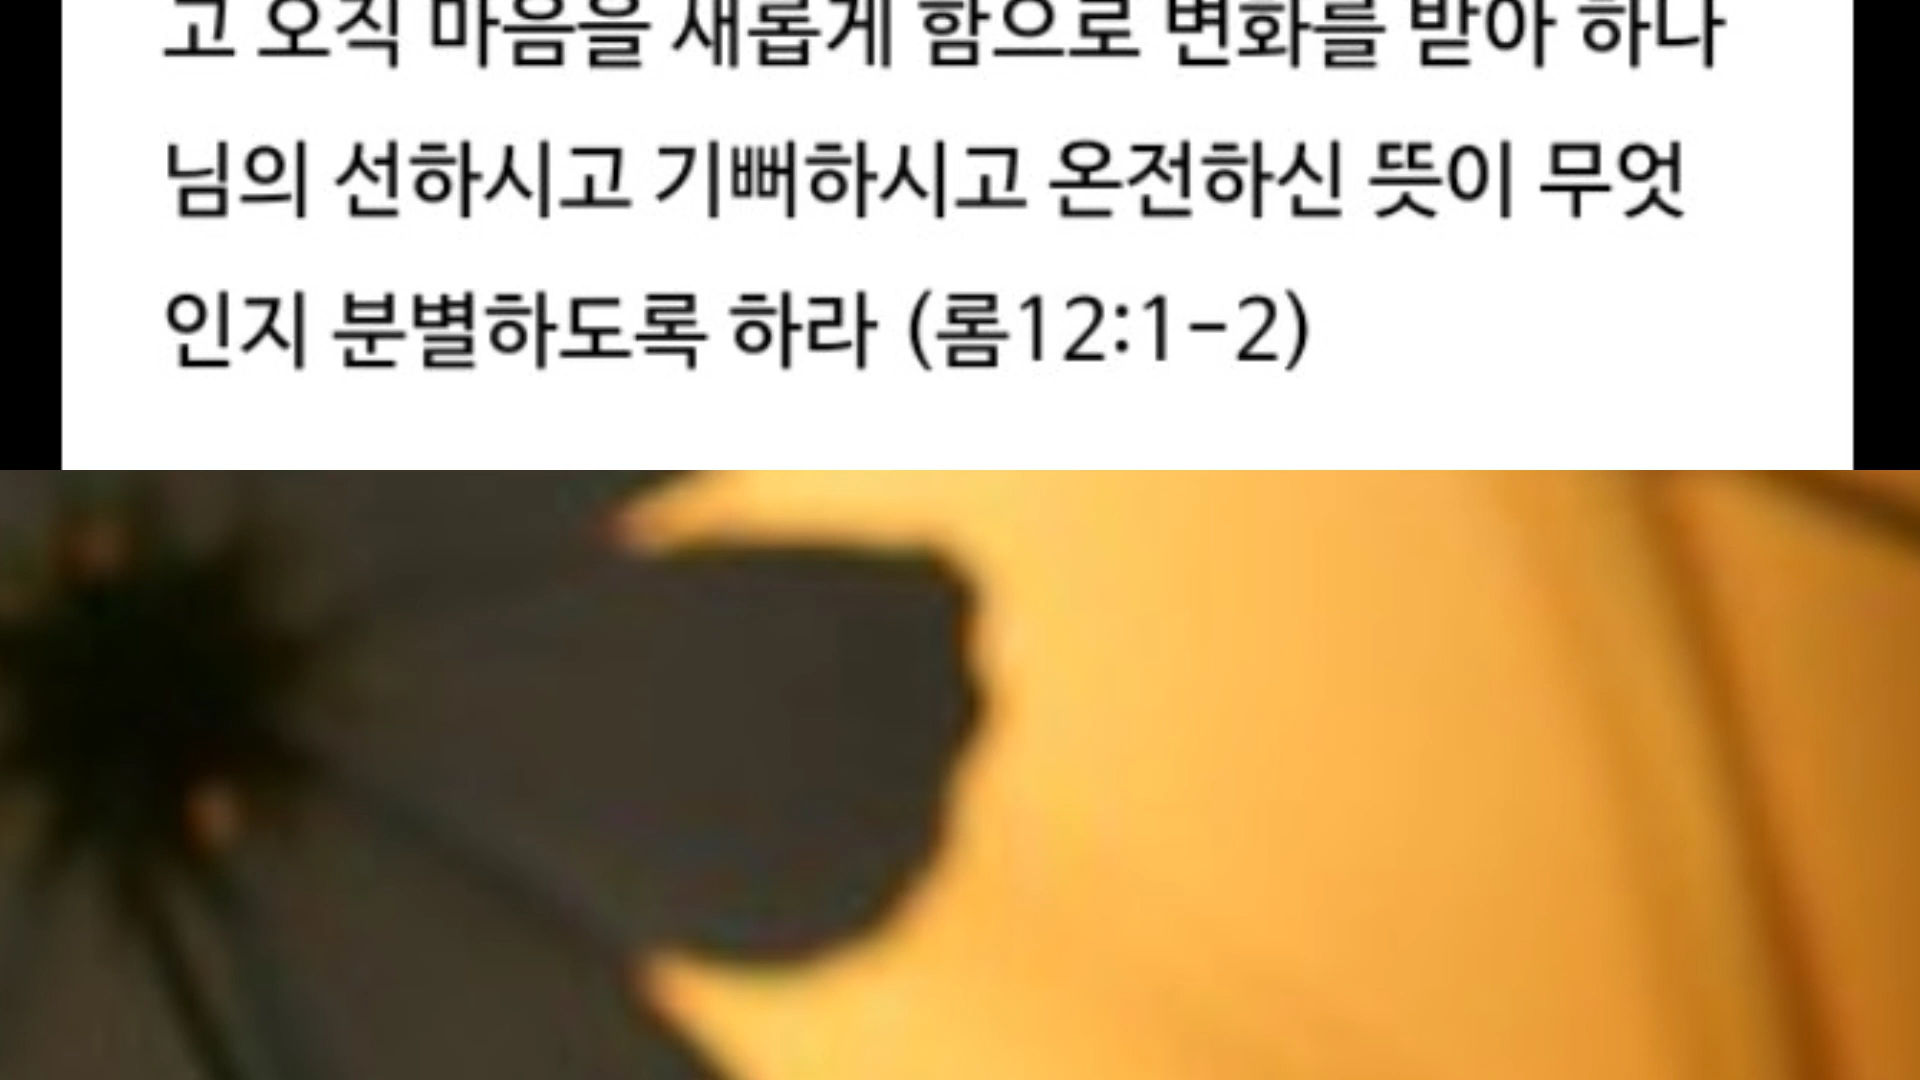 고 오직 마음을 새롭게 함으로 변화를 받아 하나
님의 선하시고 기뻐하시고 온전하신 뜻이 무엇
인지 분별하도록 하라 (롬12:1-2)